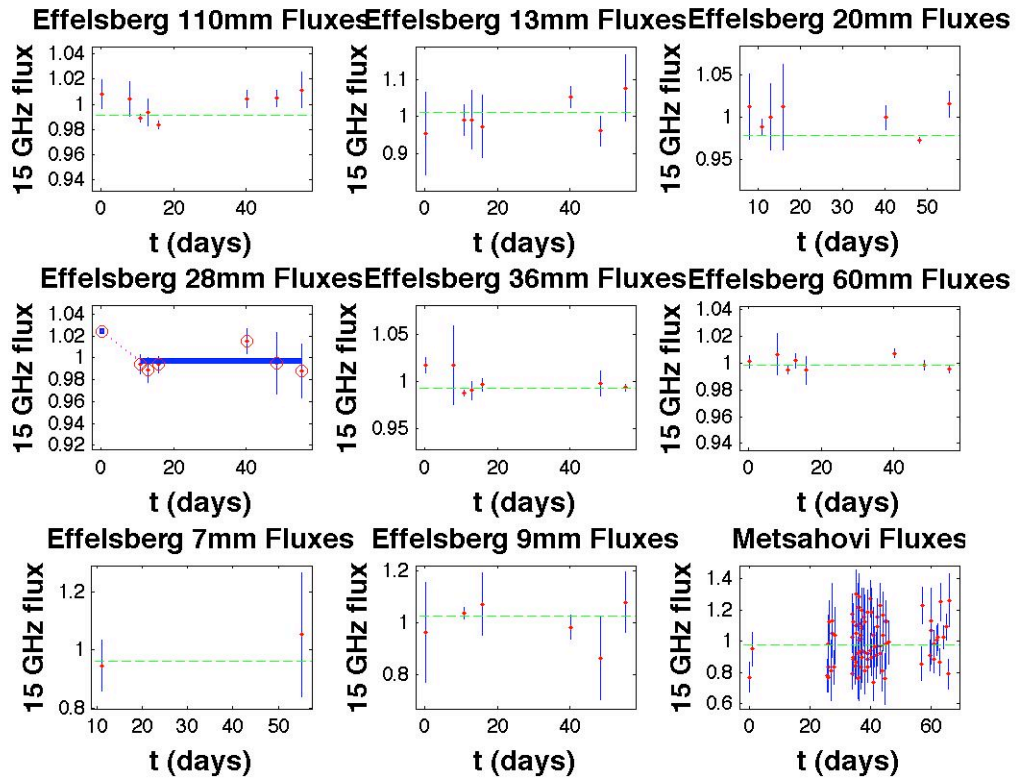 Effelsberg 110mm Fluxes
Effelsberg 13mm Fluxes
Effelsberg 20mm Fluxes
15 GHz flux
1.04
1.02
1
0.98
0.96
0.94
0
20
40
t (days)
15 GHz flux
1.1
1
0.9
0
20
40
t (days)
15 GHz flux
1.05
1
0.95
10
20
30
40
50
t (days)
Effelsberg 28mm Fluxes
Effelsberg 36mm Fluxes
Effelsberg 60mm Fluxes
15 GHz flux
1.04
1.02
1
0.98
0.96
0.94
0.92
0
20
40
t (days)
15 GHz flux
1.05
1
0.95
0
20
40
t (days)
15 GHz flux
1.04
1.02
1
0.98
0.96
0.94
0
20
40
t (days)
Effelsberg 7mm Fluxes
Effelsberg 9mm Fluxes
Metsahovi Fluxes
15 GHz flux
1.2
1
0.8
10
20
30
40
50
t (days)
15 GHz flux
1.2
1
0.8
0
20
40
t (days)
15 GHz flux
1.4
1.2
1
0.8
0.6
0
20
40
60
t (days)